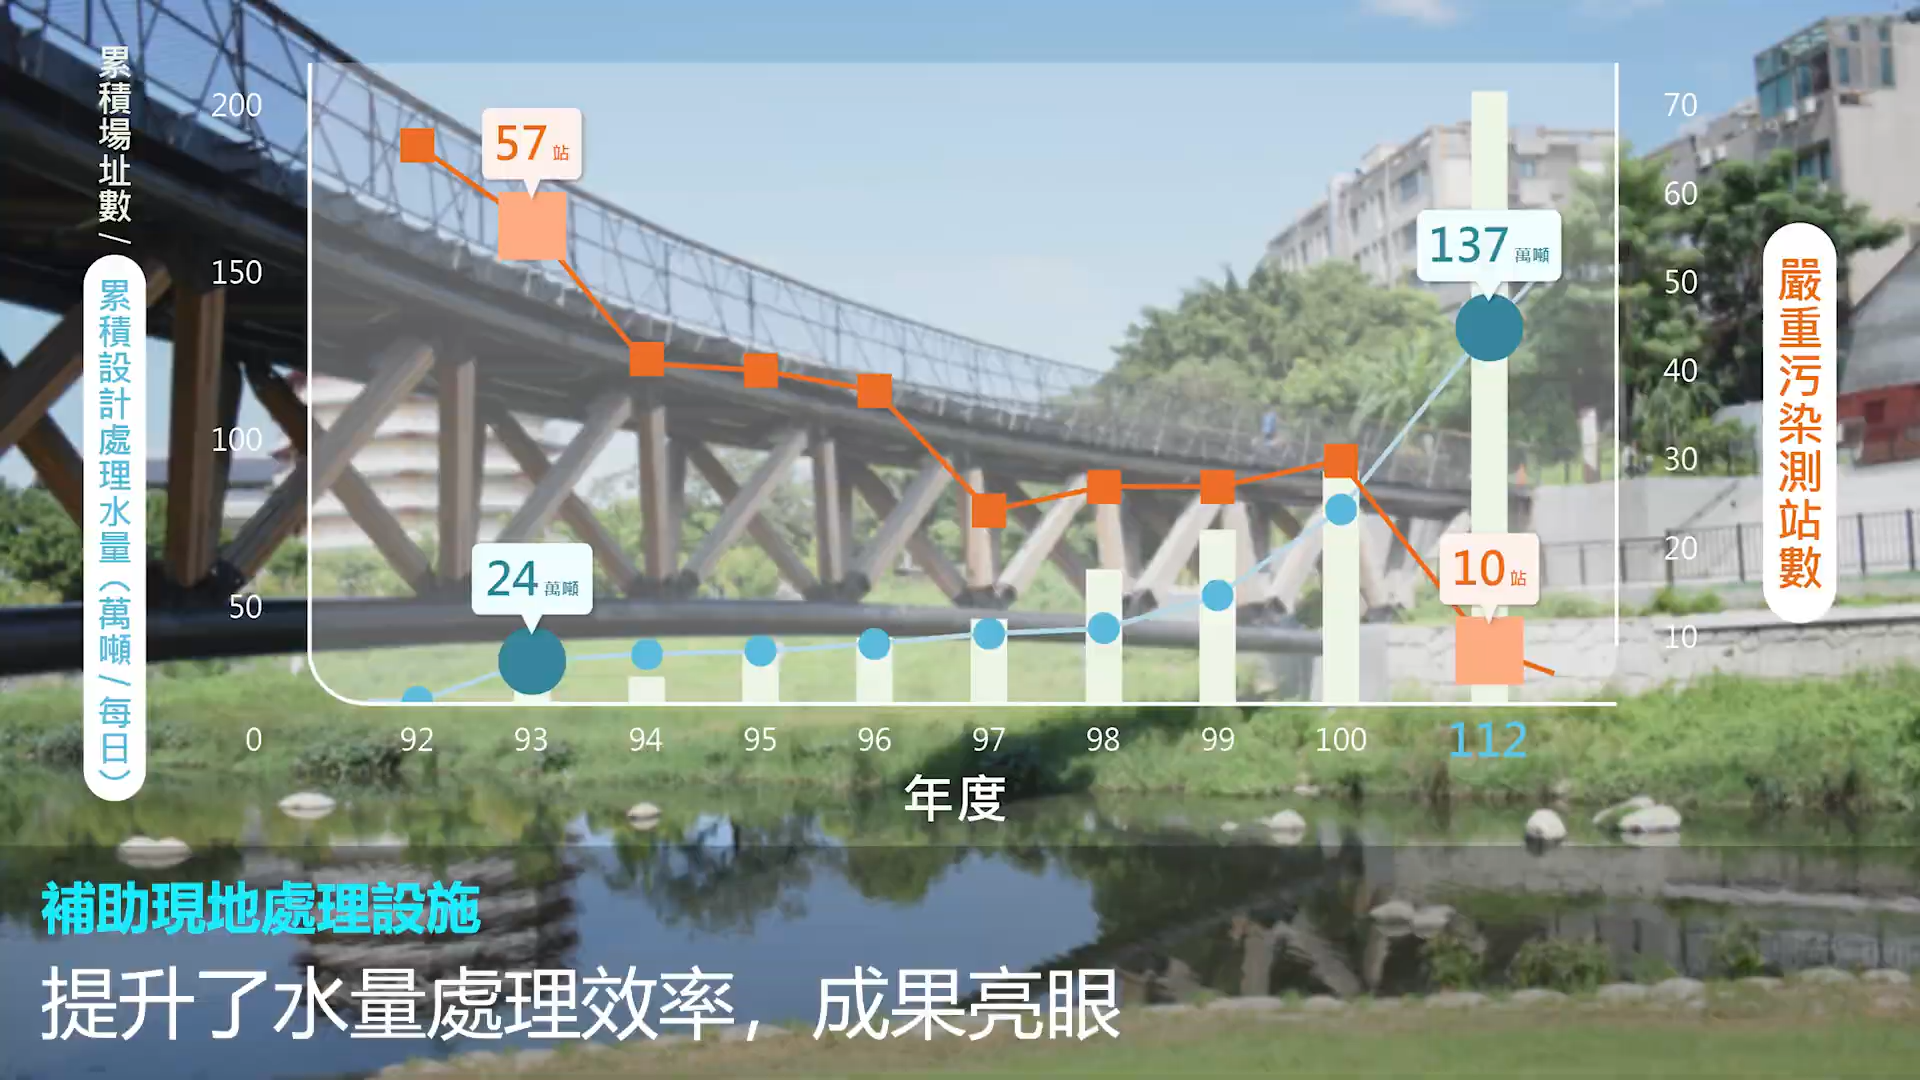 累積場址數/
累積設計處理水量（萬噸/每日）
200
150
100
50
0
57站
24萬噸
137萬噸
10站
70
60
50
40
30
20
10
嚴重污染測站數
92 93 94 95 96 97 98 99 100 112
年度
補助現地處理設施
提升了水量處理效率，成果亮眼